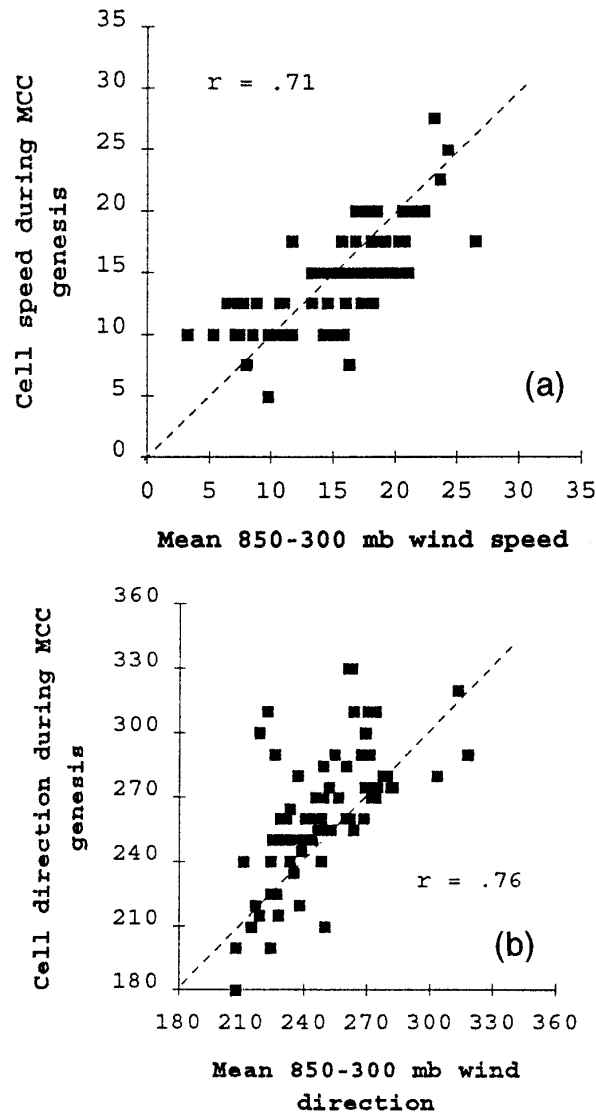 35
30
25
20
15
10
5
0
Cell speed during MCC
genesis
r = .71
(a)
0 5 10 15 20 25 30 35
Mean 850-300 mb wind speed
360
330
300
270
240
210
180
Cell direction during MCC
genesis
r = .76
(b)
180 210 240 270 300 330 360
Mean 850-300 mb wind
direction